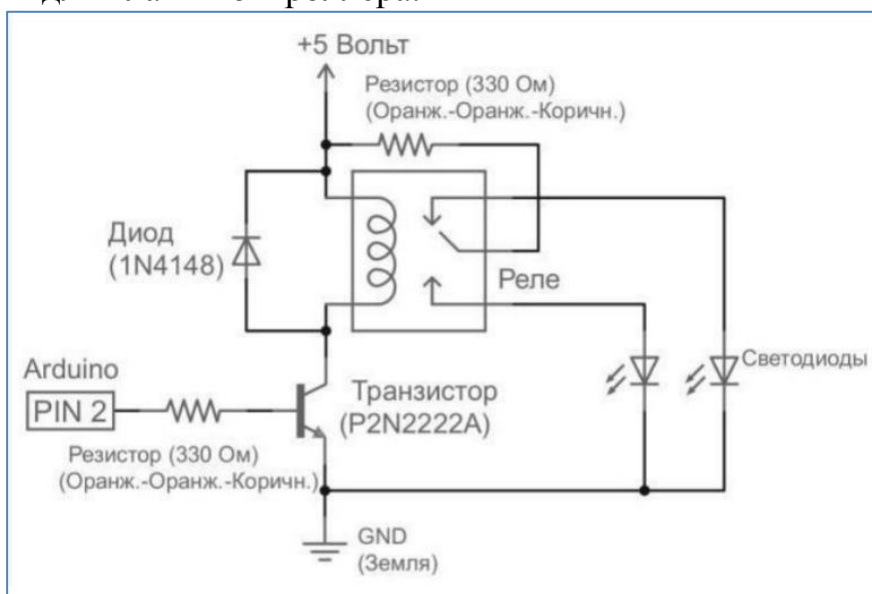 +5 Вольт
Резистор (330 Ом)
(Оранж.-Оранж.-Коричн.)
Диод
(1N4148)
Реле
Arduino
PIN 2
Транзистор
(P2N2222A)
Светодиоды
Резистор (330 Ом)
(Оранж.-Оранж.-Коричн.)
GND
(Земля)